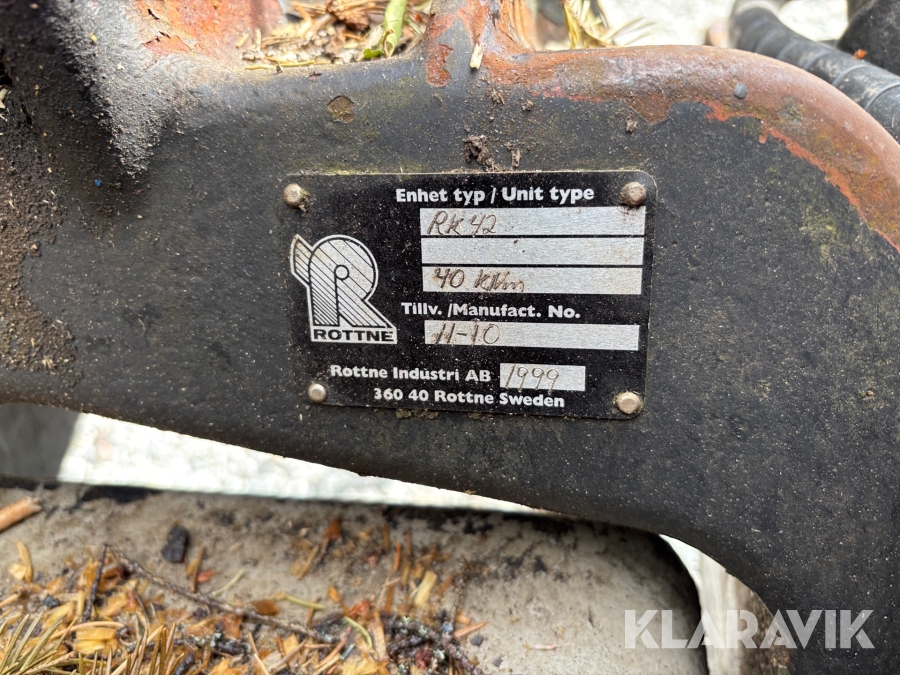 Enhet typ / Unit type
RK 42
40 kNm
Tillv. /Manufact. No.
11-10
ROTTNE
Rottne Industri AB 1999
360 40 Rottne Sweden
KLARAVIK